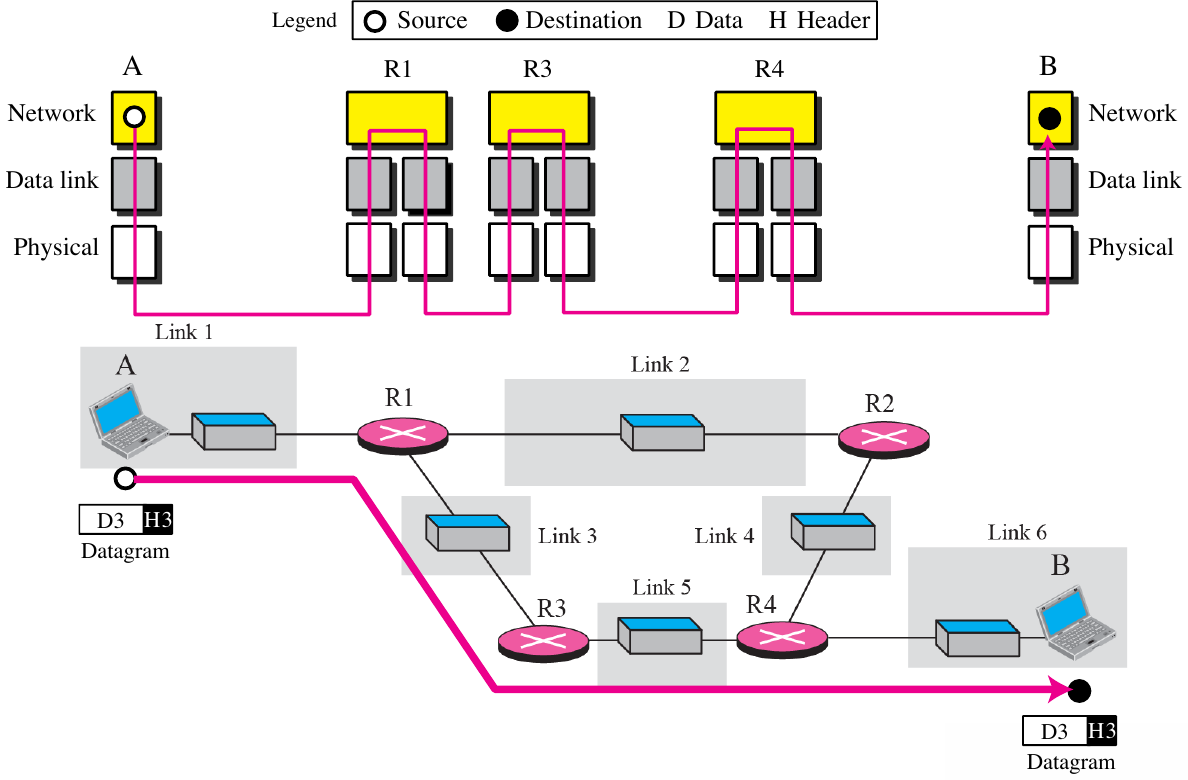 Legend Source Destination D Data H Header
A R1 R3 R4 B
Network Network
Data link Data link
Physical Physical
Link 1
A
Link 2
R1
R2
D3 H3
Datagram
Link 3
Link 4
Link 6
B
Link 5
R3
R4
D3 H3
Datagram